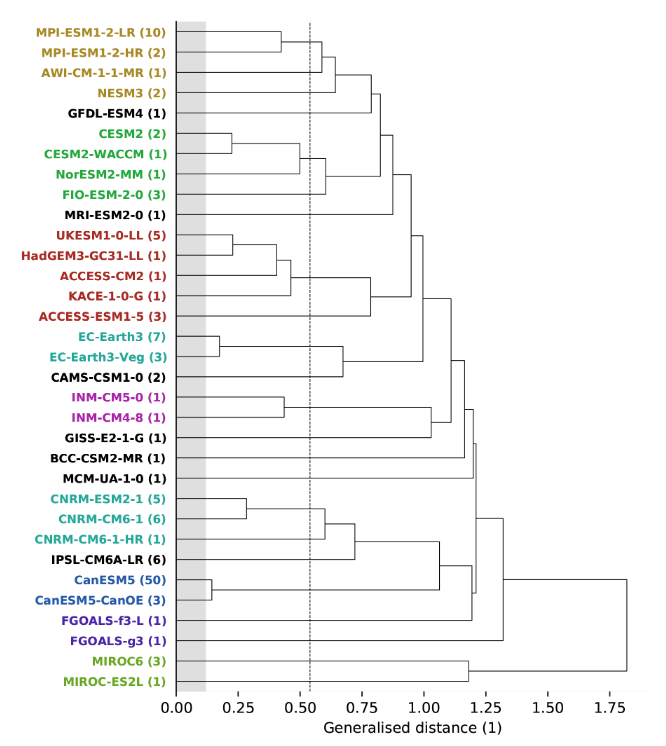 MPI-ESM1-2-LR (10)
MPI-ESM1-2-HR (2)
AWI-CM-1-1-MR (1)
NESM3 (2)
GFDL-ESM4 (1)
CESM2 (2)
CESM2-WACCM (1)
NorESM2-MM (1)
FIO-ESM-2-0 (3)
MRI-ESM2-0 (1)
UKESM1-0-LL (5)
HadGEM3-GC31-LL (1)
ACCESS-CM2 (1)
KACE-1-0-G (1)
ACCESS-ESM1-5 (3)
EC-Earth3 (7)
EC-Earth3-Veg (3)
CAMS-CSM1-0 (2)
INM-CM5-0 (1)
INM-CM4-8 (1)
GISS-E2-1-G (1)
BCC-CSM2-MR (1)
MCM-UA-1-0 (1)
CNRM-ESM2-1 (5)
CNRM-CM6-1 (6)
CNRM-CM6-1-HR (1)
IPSL-CM6A-LR (6)
CanESM5 (50)
CanESM5-CanOE (3)
FGOALS-f3-L (1)
FGOALS-g3 (1)
MIROC6 (3)
MIROC-ES2L (1)
0.00 0.25 0.50 0.75 1.00 1.25 1.50 1.75
Generalised distance (1)